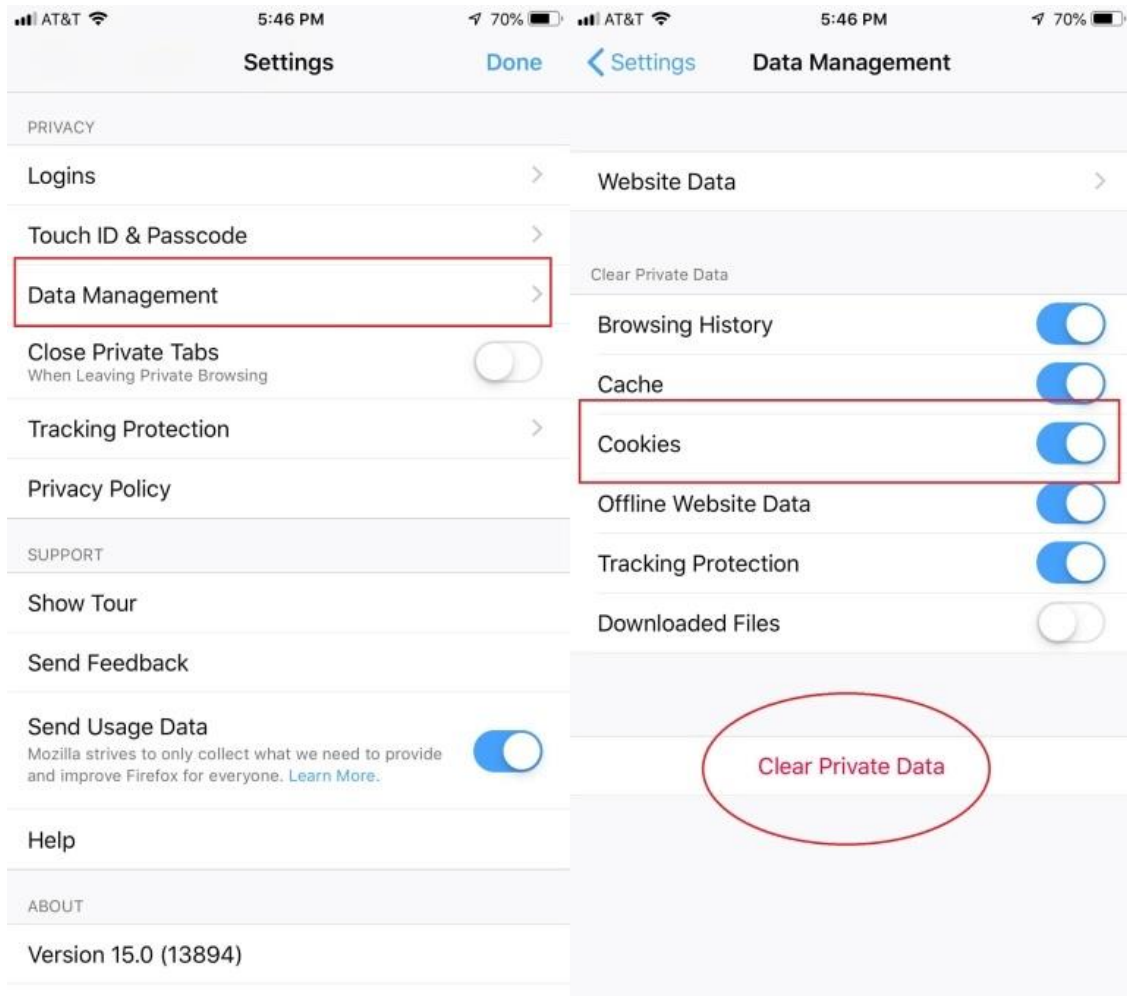 AT&T 5:46 PM 70%
Settings Done
PRIVACY
Logins
Touch ID & Passcode
Data Management
Close Private Tabs
When Leaving Private Browsing
Tracking Protection
Privacy Policy
SUPPORT
Show Tour
Send Feedback
Send Usage Data
Mozilla strives to only collect what we need to provide
and improve Firefox for everyone. Learn More.
Help
ABOUT
Version 15.0 (13894)
AT&T 5:46 PM 70%
Settings Data Management
Website Data
Clear Private Data
Browsing History
Cache
Cookies
Offline Website Data
Tracking Protection
Downloaded Files
Clear Private Data